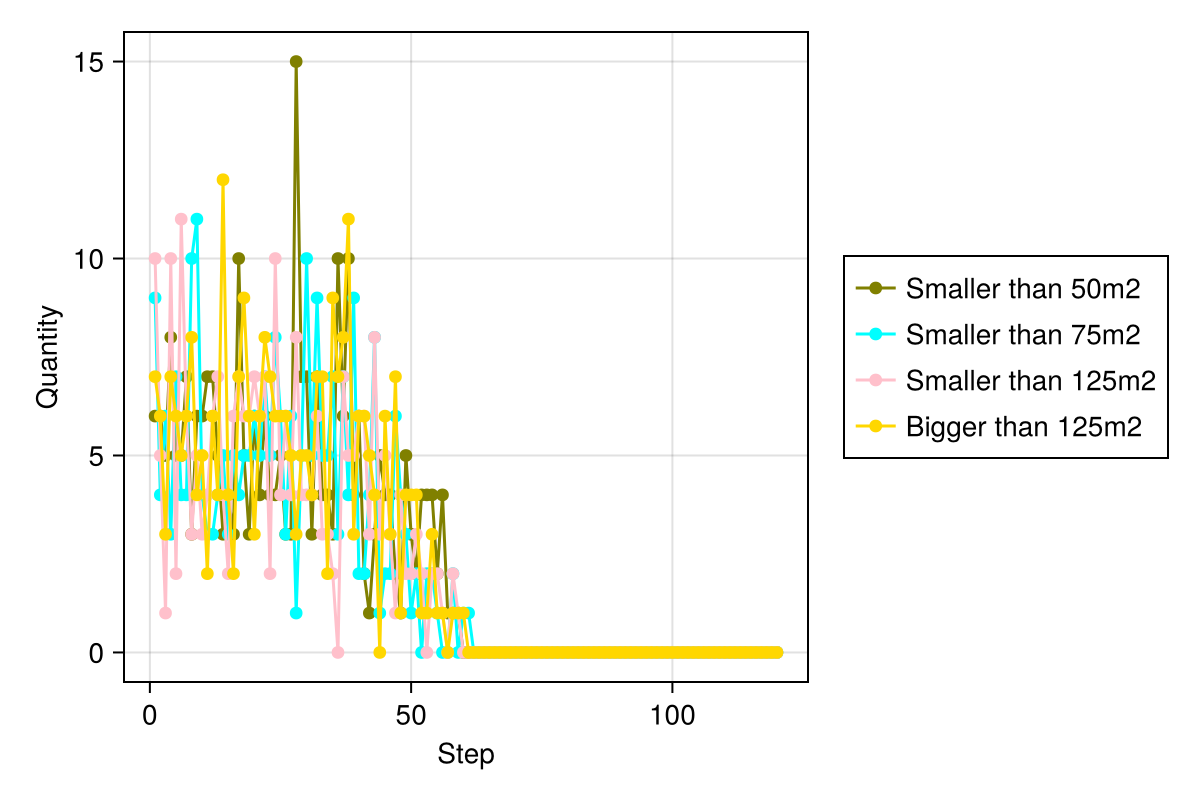 15
10
5
0
Quantity
0
50
100
Step
Smaller than 50m2
Smaller than 75m2
Smaller than 125m2
Bigger than 125m2